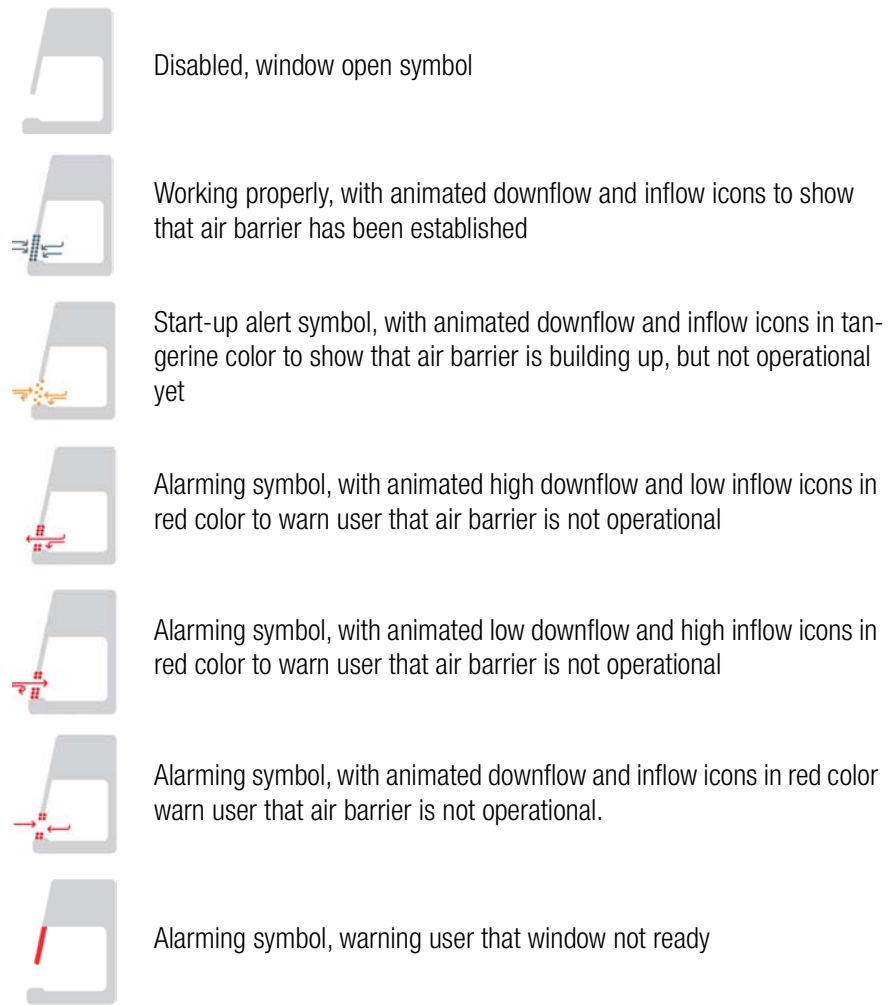 Disabled, window open symbol
Working properly, with animated downflow and inflow icons to show
that air barrier has been established
Start-up alert symbol, with animated downflow and inflow icons in tan-
gerine color to show that air barrier is building up, but not operational
yet
Alarming symbol, with animated high downflow and low inflow icons in
red color to warn user that air barrier is not operational
Alarming symbol, with animated low downflow and high inflow icons in
red color to warn user that air barrier is not operational
Alarming symbol, with animated downflow and inflow icons in red color
warn user that air barrier is not operational.
Alarming symbol, warning user that window not ready